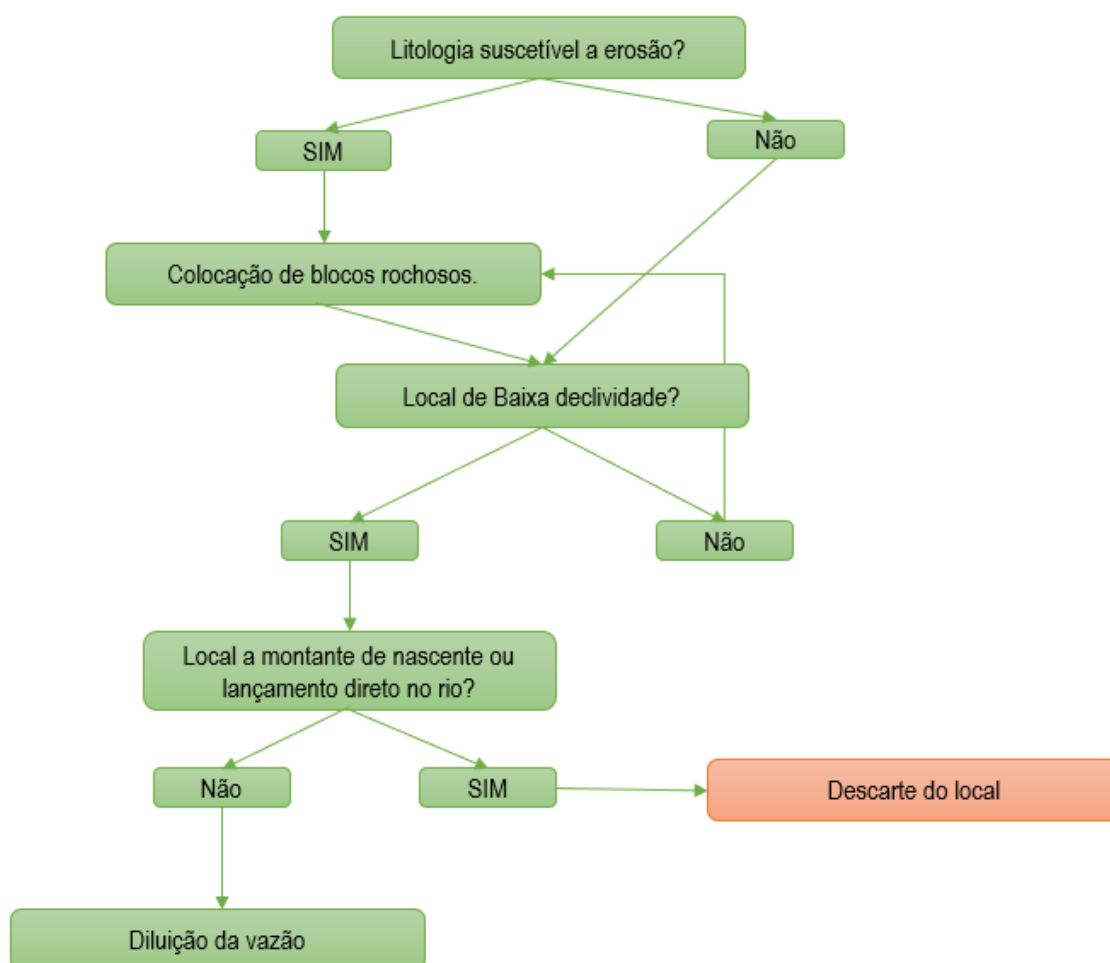 Litologia suscetível a erosão?
SIM
Não
Colocação de blocos rochosos.
Local de Baixa declividade?
SIM
Não
Local a montante de nascente ou
lançamento direto no rio?
Não
SIM
Descarte do local
Diluição da vazão